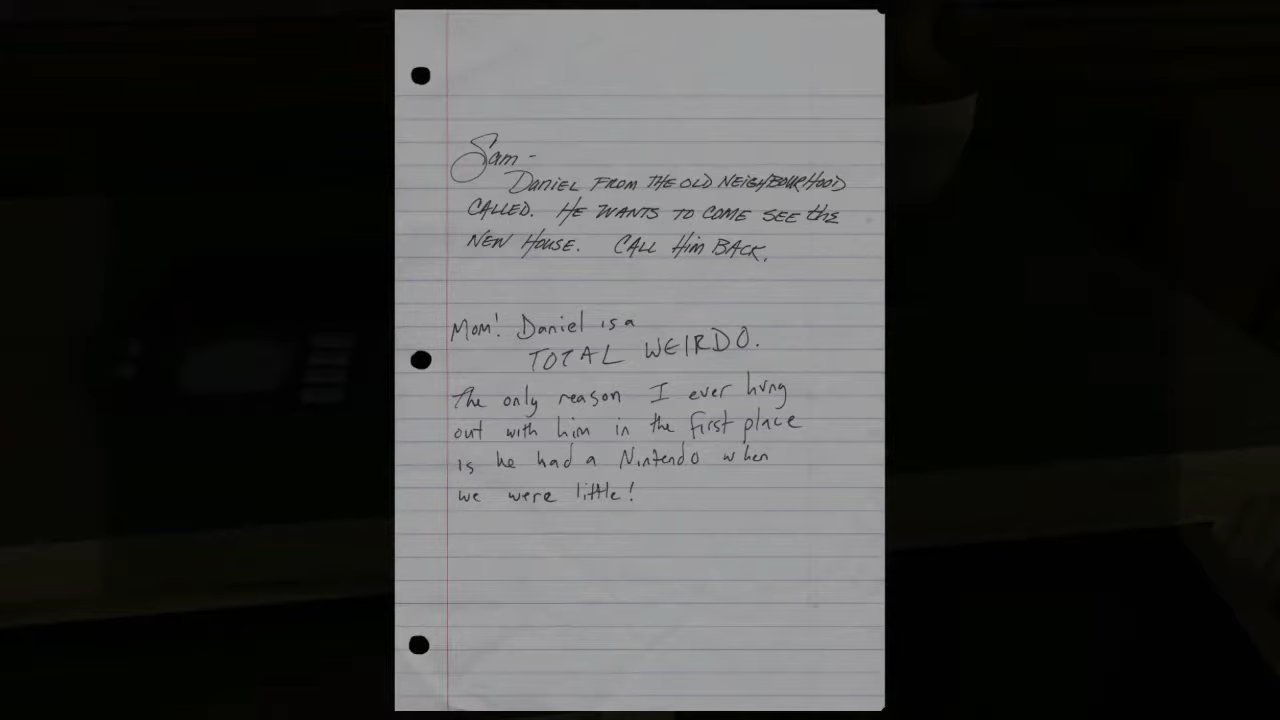 Sam-
Daniel FROM THE OLD NEIGHBOURHOOD
CALLED. HE WANTS TO COME SEE the
NEW HOUSE. CALL HIM BACK.
Mom! Daniel is a
TOTAL WEIRDO.
The only reason I ever hung
out with him in the first place
is he had a Nintendo when
we were little!